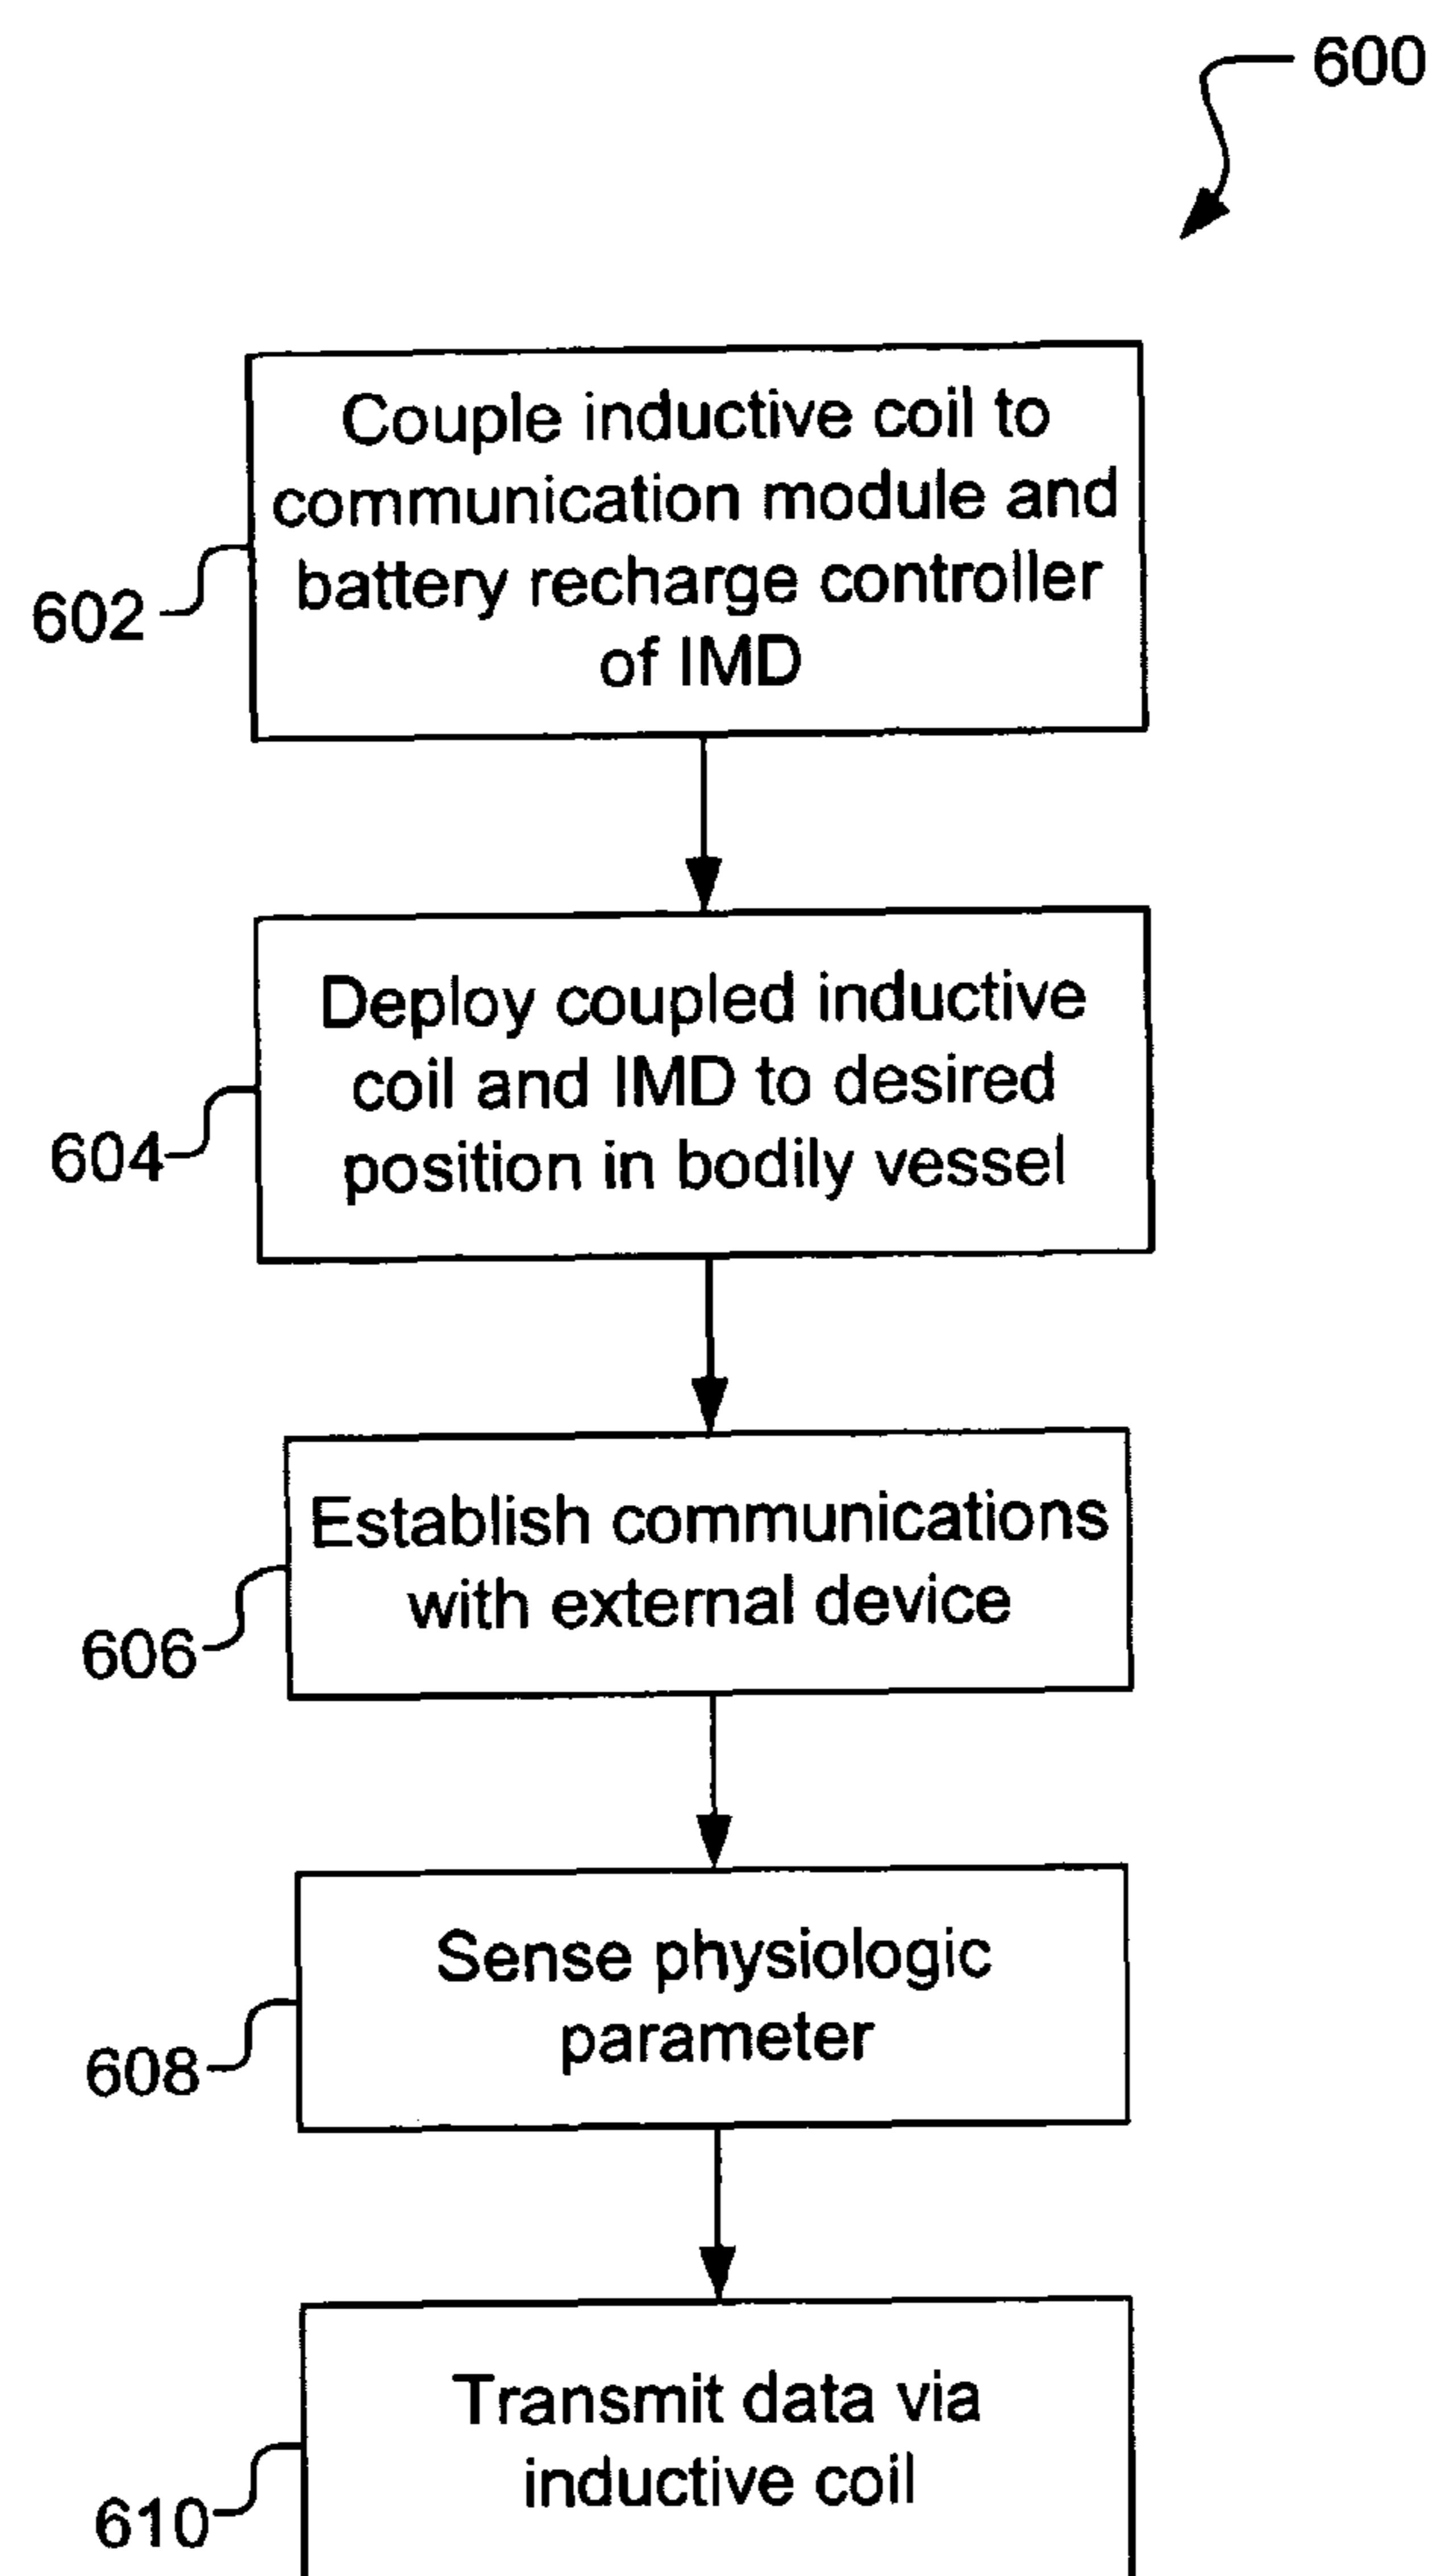 600
Couple inductive coil to
communication module and
battery recharge controller
of IMD
602
Deploy coupled inductive
coil and IMD to desired
position in bodily vessel
604
Establish communications
with external device
606
Sense physiologic
parameter
608
Transmit data via
inductive coil
610